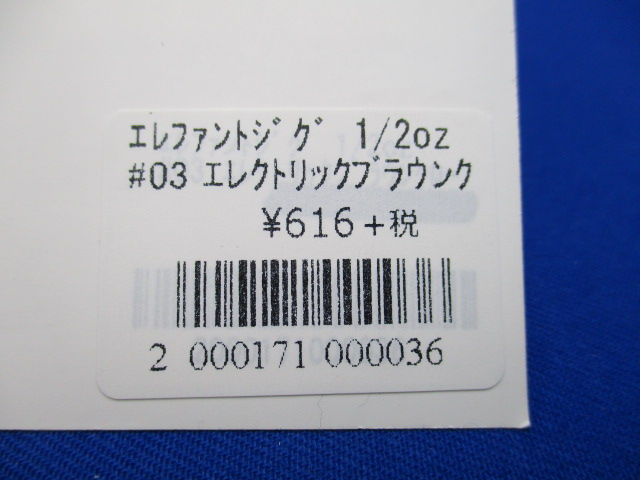 ｴﾚﾌｧﾝﾄｼﾞｸﾞ 1/2oz
#03 ｴﾚｸﾄﾘｯｸﾌﾞﾗｳﾝｸ
¥616+税
2 000171 000036